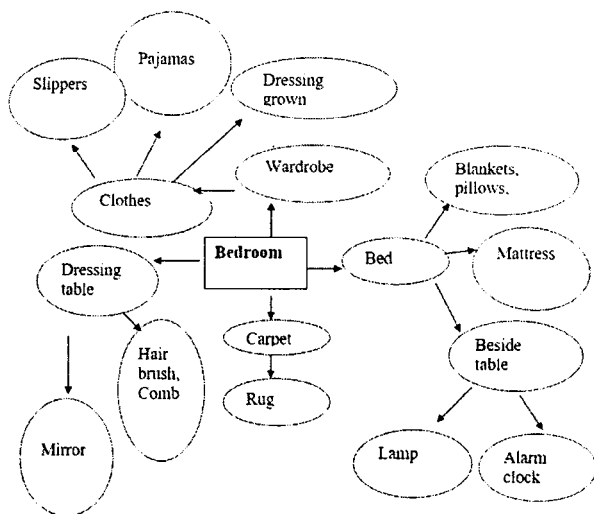 Pajamas
Slippers
Dressing
grown
Wardrobe
Clothes
Blankets,
pillows,
Bedroom
Bed
Mattress
Dressing
table
Carpet
Hair
brush,
Comb
Beside
table
Rug
Mirror
Lamp
Alarm
clock